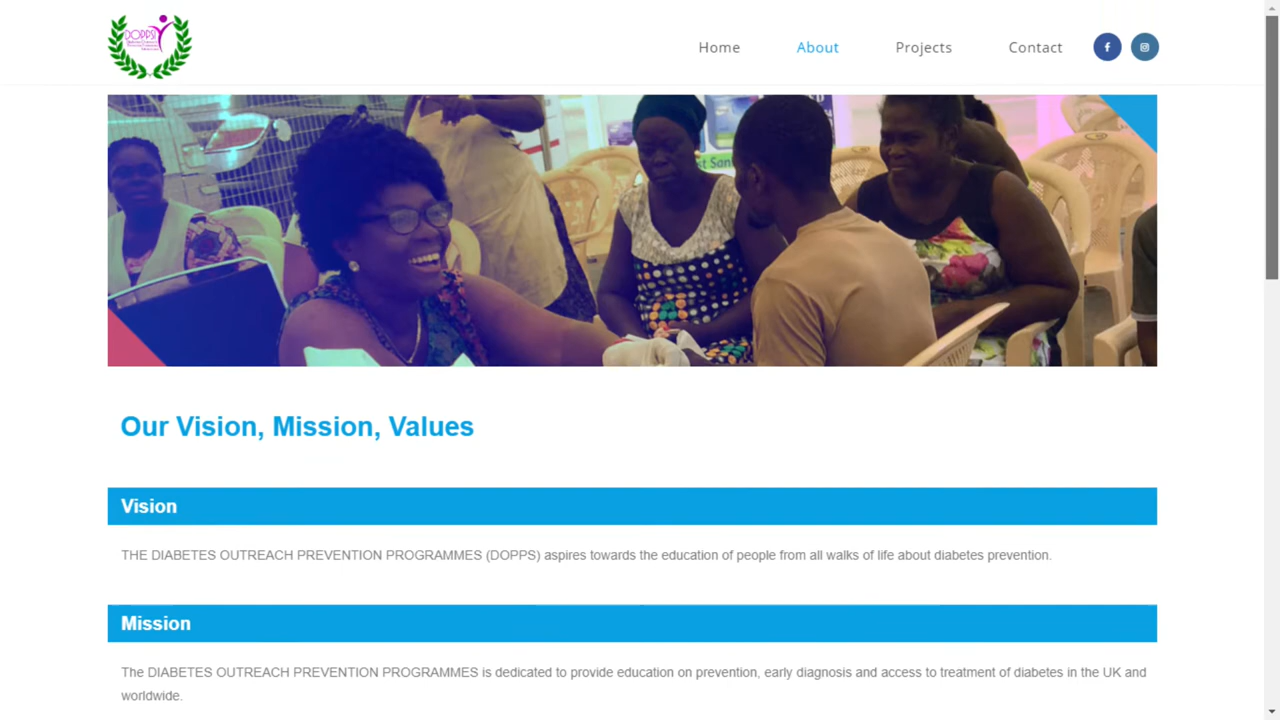 DOPPS
Home
About
Projects
Contact
Our Vision, Mission, Values
Vision
THE DIABETES OUTREACH PREVENTION PROGRAMMES (DOPPS) aspires towards the education of people from all walks of life about diabetes prevention.
Mission
The DIABETES OUTREACH PREVENTION PROGRAMMES is dedicated to provide education on prevention, early diagnosis and access to treatment of diabetes in the UK and
worldwide.